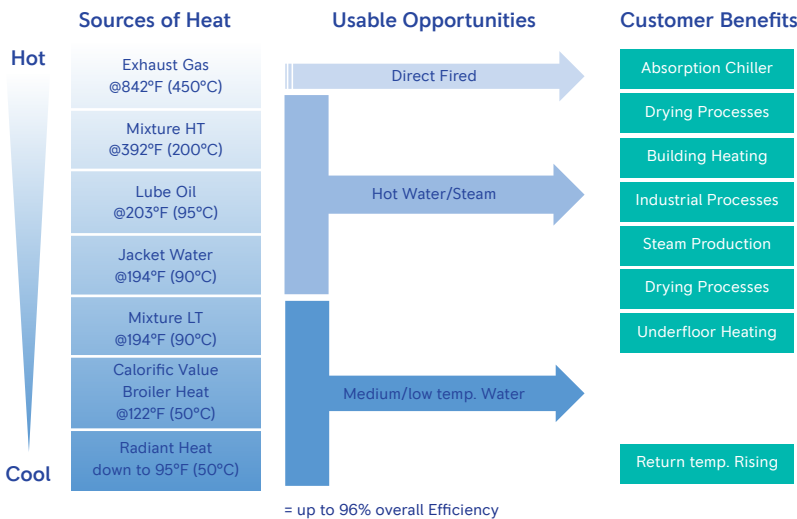 Sources of Heat
Usable Opportunities
Customer Benefits
Hot
Cool
Exhaust Gas
@842°F (450°C)
Mixture HT
@392°F (200°C)
Lube Oil
@203°F (95°C)
Jacket Water
@194°F (90°C)
Mixture LT
@194°F (90°C)
Calorific Value
Broiler Heat
@122°F (50°C)
Radiant Heat
down to 95°F (50°C)
Direct Fired
Hot Water/Steam
Medium/low temp. Water
= up to 96% overall Efficiency
Absorption Chiller
Drying Processes
Building Heating
Industrial Processes
Steam Production
Drying Processes
Underfloor Heating
Return temp. Rising